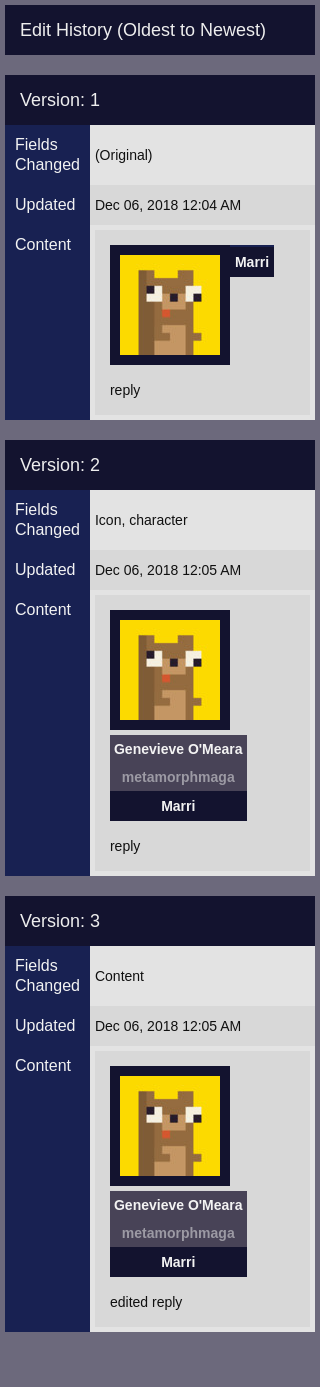 Edit History (Oldest to Newest)
Version: 1
Fields Changed
(Original)
Updated
Dec 06, 2018 12:04 AM
Content
Marri
reply
Version: 2
Fields Changed
Icon, character
Updated
Dec 06, 2018 12:05 AM
Content
Genevieve O'Meara
metamorphmaga
Marri
reply
Version: 3
Fields Changed
Content
Updated
Dec 06, 2018 12:05 AM
Content
Genevieve O'Meara
metamorphmaga
Marri
edited reply